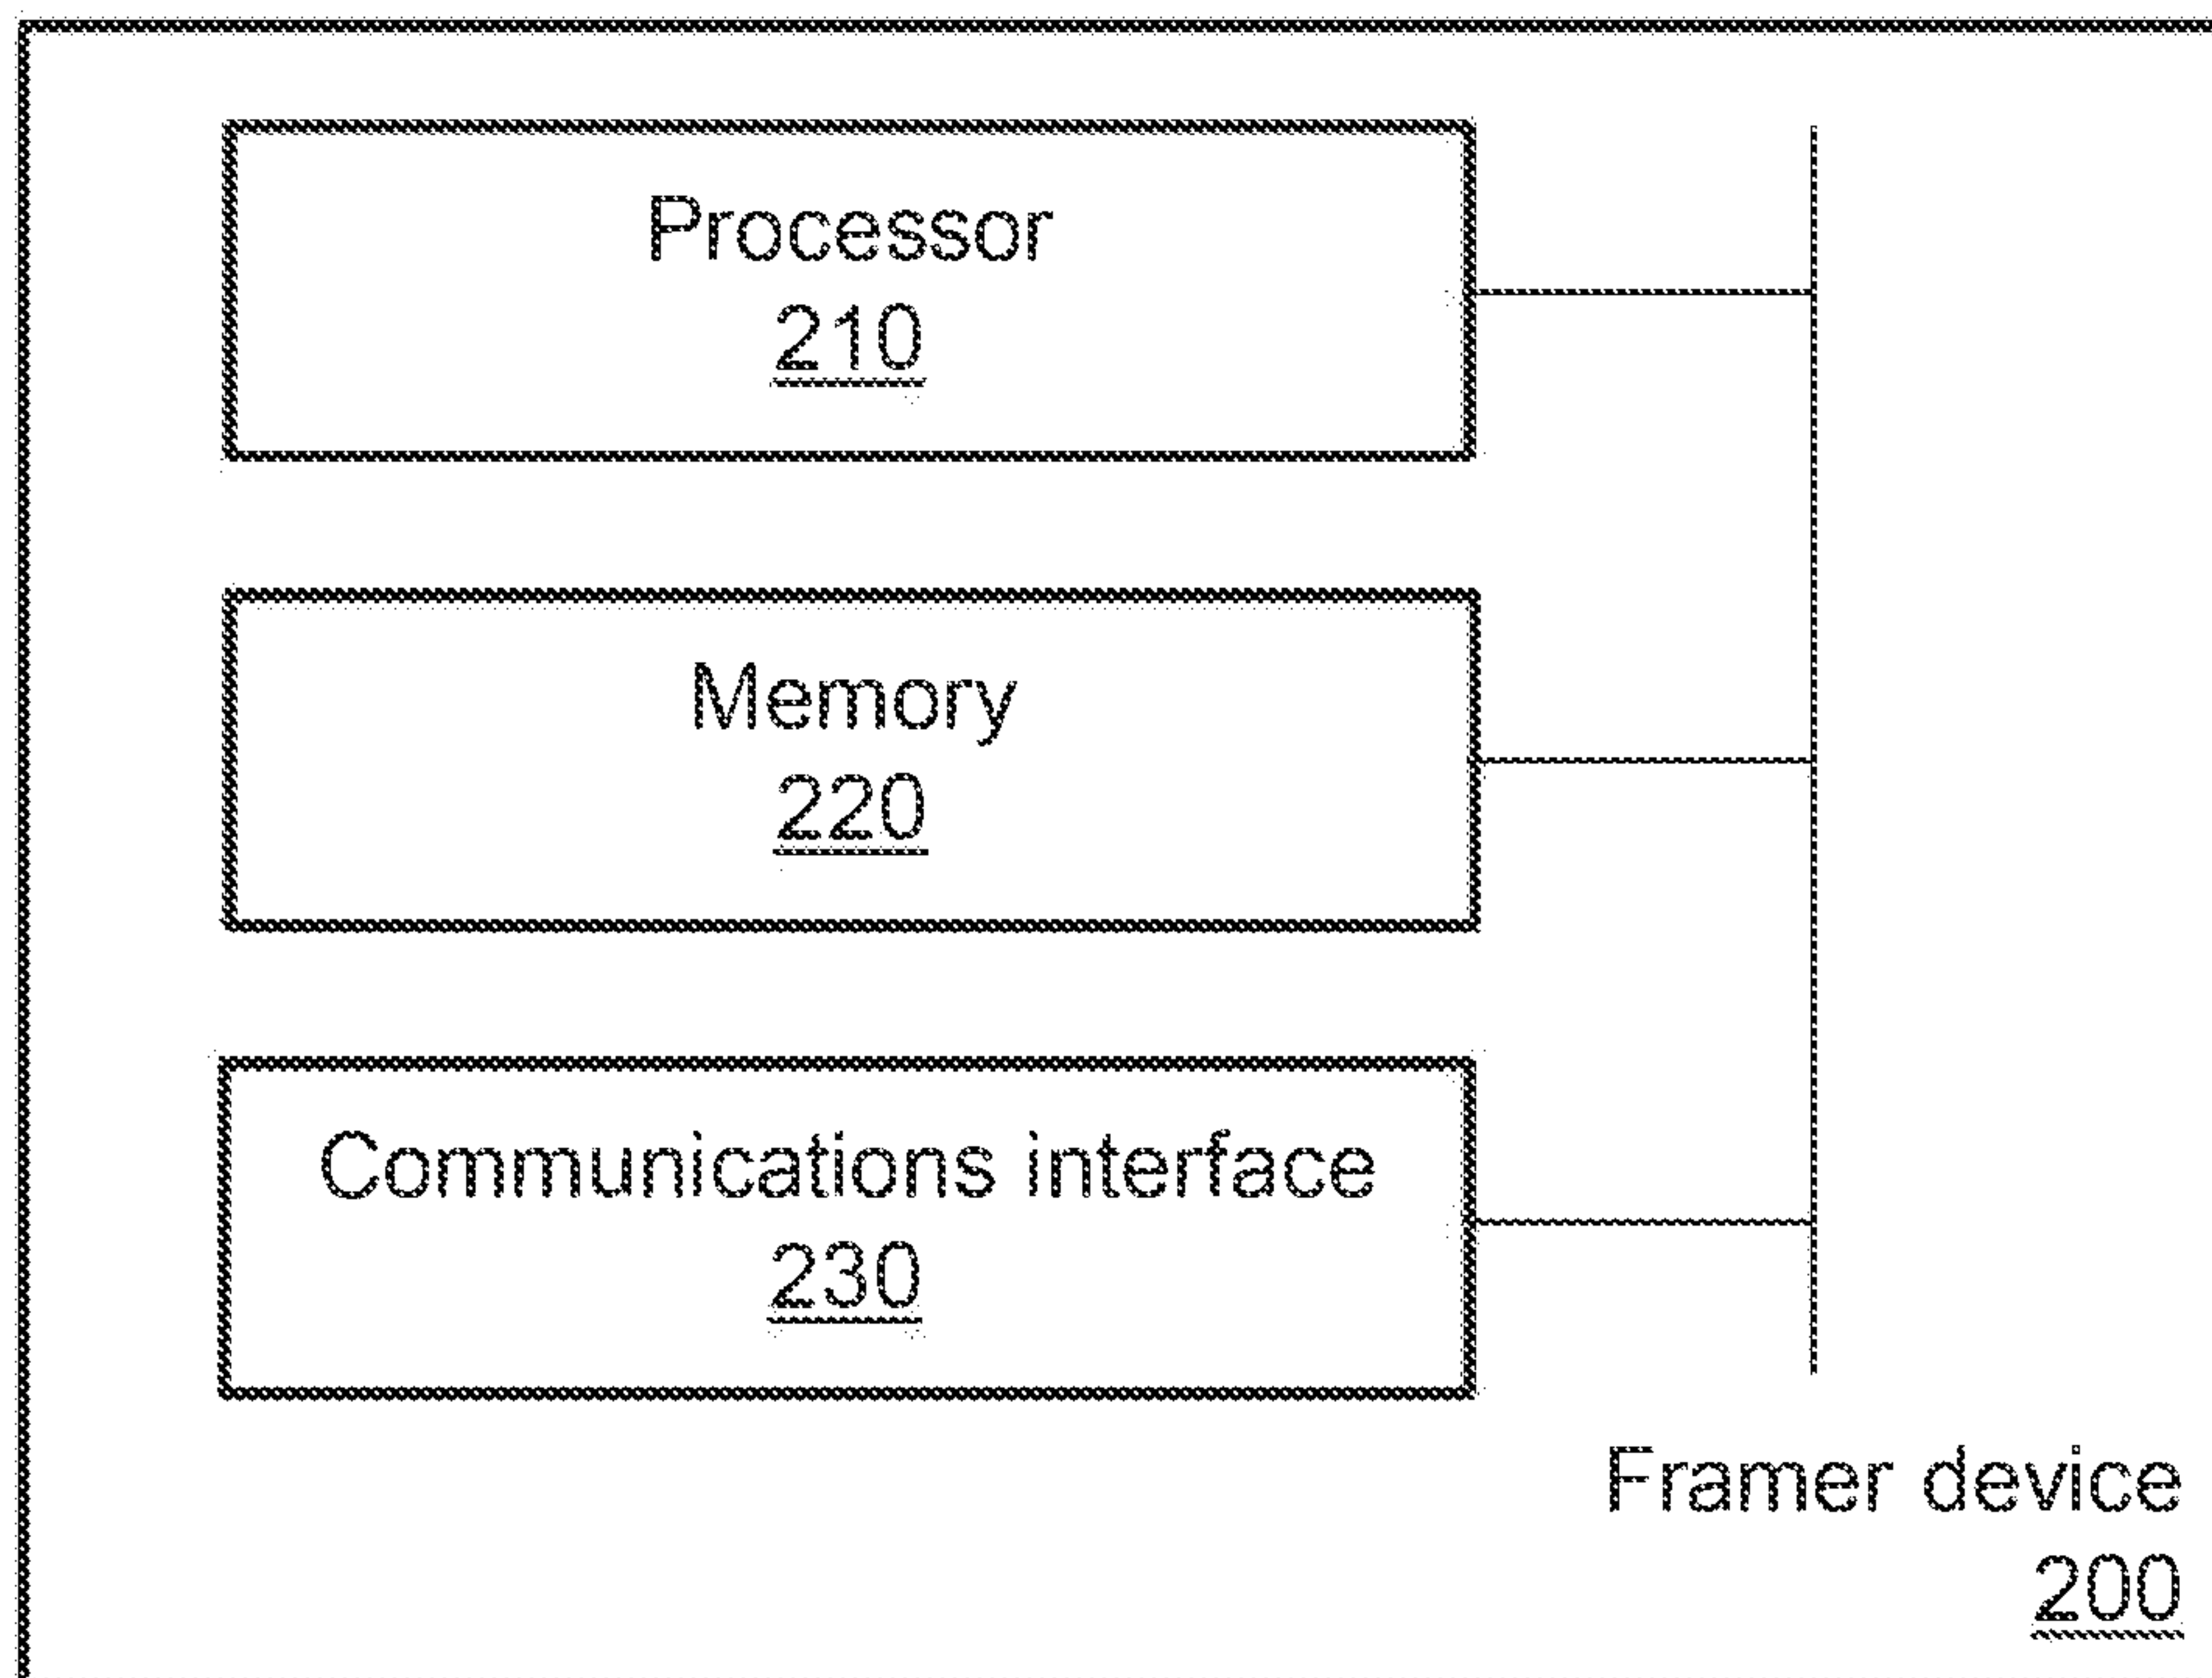 Processor
210
Memory
220
Communications interface
230
Framer device
200